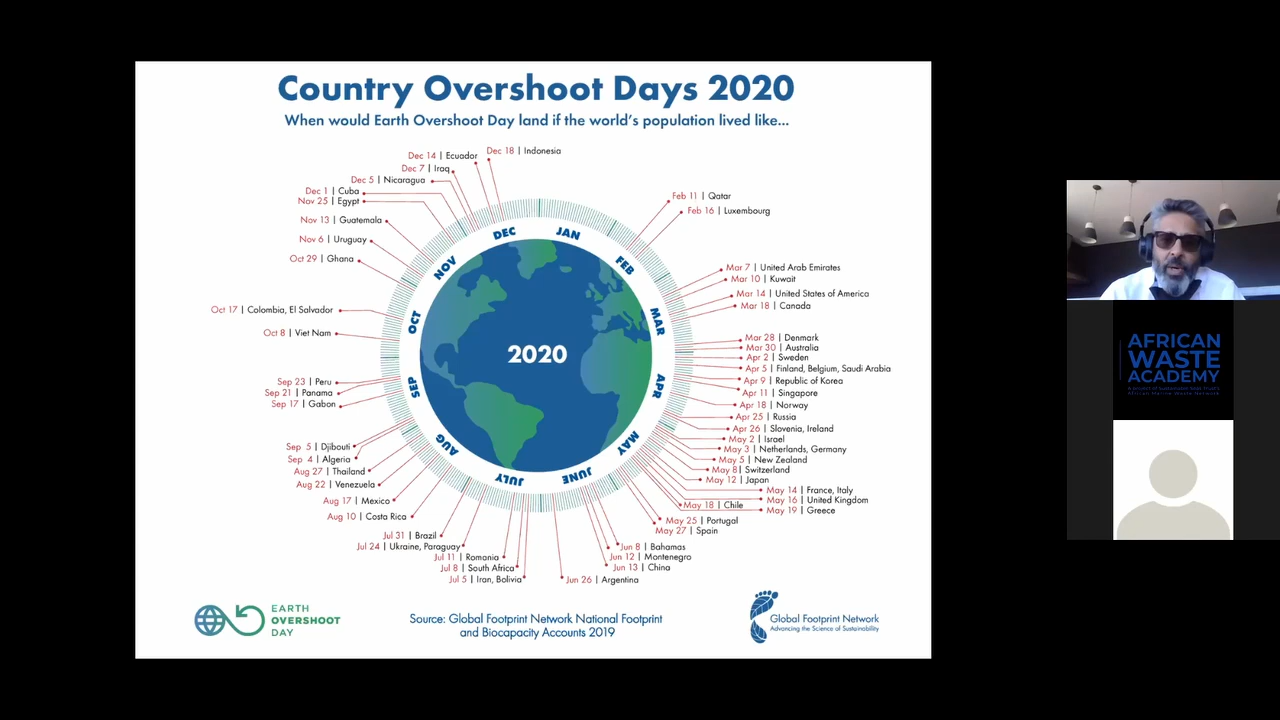 Country Overshoot Days 2020
When would Earth Overshoot Day land if the world's population lived like...
Dec 18 | Indonesia
Dec 14 | Ecuador
Dec 7 | Iraq
Dec 5 | Nicaragua
Dec 1 | Cuba
Nov 25 | Egypt
Nov 13 | Guatemala
Nov 6 | Uruguay
Oct 29 | Ghana
Oct 17 | Colombia, El Salvador
Oct 8 | Viet Nam
Sep 23 | Peru
Sep 21 | Panama
Sep 17 | Gabon
Sep 5 | Djibouti
Sep 4 | Algeria
Aug 27 | Thailand
Aug 22 | Venezuela
Aug 17 | Mexico
Aug 10 | Costa Rica
Jul 31 | Brazil
Jul 24 | Ukraine, Paraguay
Jul 11 | Romania
Jul 8 | South Africa
Jul 5 | Iran, Bolivia
Feb 11 | Qatar
Feb 16 | Luxembourg
Mar 7 | United Arab Emirates
Mar 10 | Kuwait
Mar 14 | United States of America
Mar 18 | Canada
Mar 28 | Denmark
Mar 30 | Australia
Apr 2 | Sweden
Apr 5 | Finland, Belgium, Saudi Arabia
Apr 9 | Republic of Korea
Apr 11 | Singapore
Apr 18 | Norway
Apr 25 | Russia
Apr 26 | Slovenia, Ireland
May 2 | Israel
May 3 | Netherlands, Germany
May 5 | New Zealand
May 8 | Switzerland
May 12 | Japan
May 14 | France, Italy
May 16 | United Kingdom
May 18 | Chile
May 19 | Greece
May 25 | Portugal
May 27 | Spain
Jun 8 | Bahamas
Jun 12 | Montenegro
Jun 13 | China
Jun 26 | Argentina
JAN
FEB
MAR
APR
MAY
JUNE
JULY
AUG
SEP
OCT
NOV
DEC
2020
EARTH
OVERSHOOT
DAY
Source: Global Footprint Network National Footprint
and Biocapacity Accounts 2019
Global Footprint Network
Advancing the Science of Sustainability
AFRICAN
WASTE
ACADEMY
African Marine Waste Network